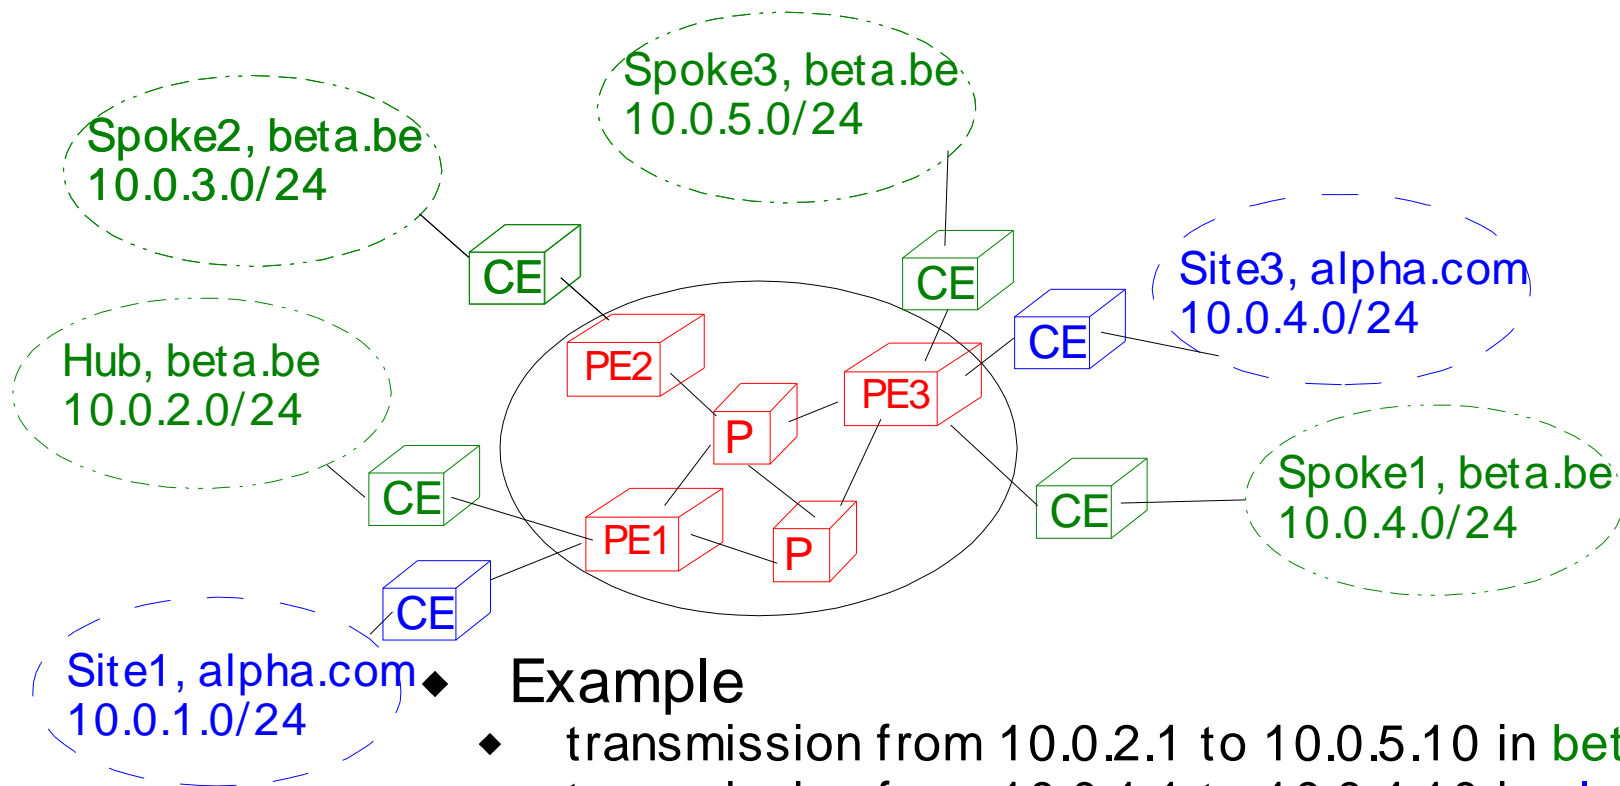 Spoke3, beta.be
10.0.5.0/24
Spoke2, beta.be
10.0.3.0/24
CE
CE
Site3, alpha.com
10.0.4.0/24
CE
Hub, beta.be
10.0.2.0/24
PE2
PE3
P
CE
Spoke1, beta.be
10.0.4.0/24
CE
PE1
P
CE
Site1, alpha.com
10.0.1.0/24
Example
transmission from 10.0.2.1 to 10.0.5.10 in bet